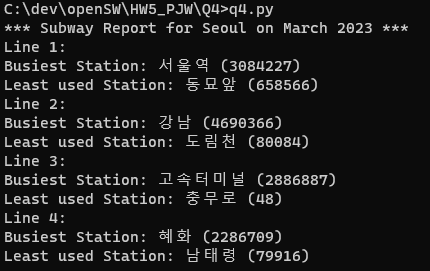 C:\dev\openSW\HW5_PJW\Q4>q4.py
*** Subway Report for Seoul on March 2023 ***
Line 1:
Busiest Station: 서울역 (3084227)
Least used Station: 동묘앞 (658566)
Line 2:
Busiest Station: 강남 (4690366)
Least used Station: 도림천 (80084)
Line 3:
Busiest Station: 고속터미널 (2886887)
Least used Station: 충무로 (48)
Line 4:
Busiest Station: 혜화 (2286709)
Least used Station: 남태령 (79916)